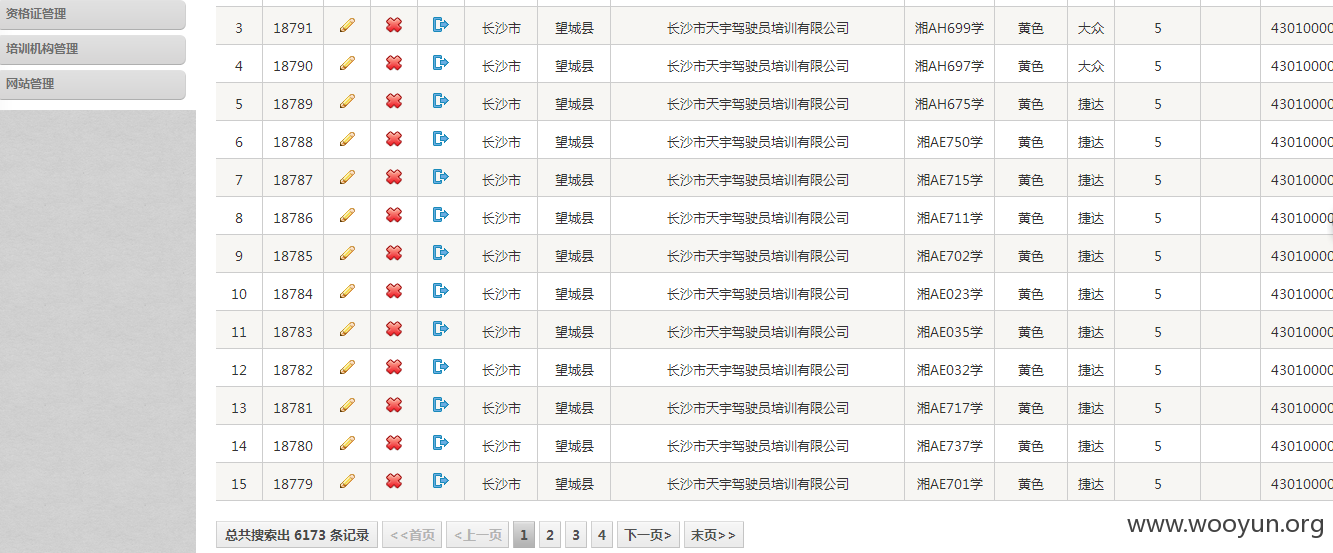 资格证管理
培训机构管理
网站管理
3 18791 长沙市 望城县 长沙市天宇驾驶员培训有限公司 湘AH699学 黄色 大众 5 43010000
4 18790 长沙市 望城县 长沙市天宇驾驶员培训有限公司 湘AH697学 黄色 大众 5 43010000
5 18789 长沙市 望城县 长沙市天宇驾驶员培训有限公司 湘AH675学 黄色 捷达 5 43010000
6 18788 长沙市 望城县 长沙市天宇驾驶员培训有限公司 湘AE750学 黄色 捷达 5 43010000
7 18787 长沙市 望城县 长沙市天宇驾驶员培训有限公司 湘AE715学 黄色 捷达 5 43010000
8 18786 长沙市 望城县 长沙市天宇驾驶员培训有限公司 湘AE711学 黄色 捷达 5 43010000
9 18785 长沙市 望城县 长沙市天宇驾驶员培训有限公司 湘AE702学 黄色 捷达 5 43010000
10 18784 长沙市 望城县 长沙市天宇驾驶员培训有限公司 湘AE023学 黄色 捷达 5 43010000
11 18783 长沙市 望城县 长沙市天宇驾驶员培训有限公司 湘AE035学 黄色 捷达 5 43010000
12 18782 长沙市 望城县 长沙市天宇驾驶员培训有限公司 湘AE032学 黄色 捷达 5 43010000
13 18781 长沙市 望城县 长沙市天宇驾驶员培训有限公司 湘AE717学 黄色 捷达 5 43010000
14 18780 长沙市 望城县 长沙市天宇驾驶员培训有限公司 湘AE737学 黄色 捷达 5 43010000
15 18779 长沙市 望城县 长沙市天宇驾驶员培训有限公司 湘AE701学 黄色 捷达 5 43010000
总共搜索出 6173 条记录 <<首页 <上一页 1 2 3 4 下一页> 末页>>
www.wooyun.org